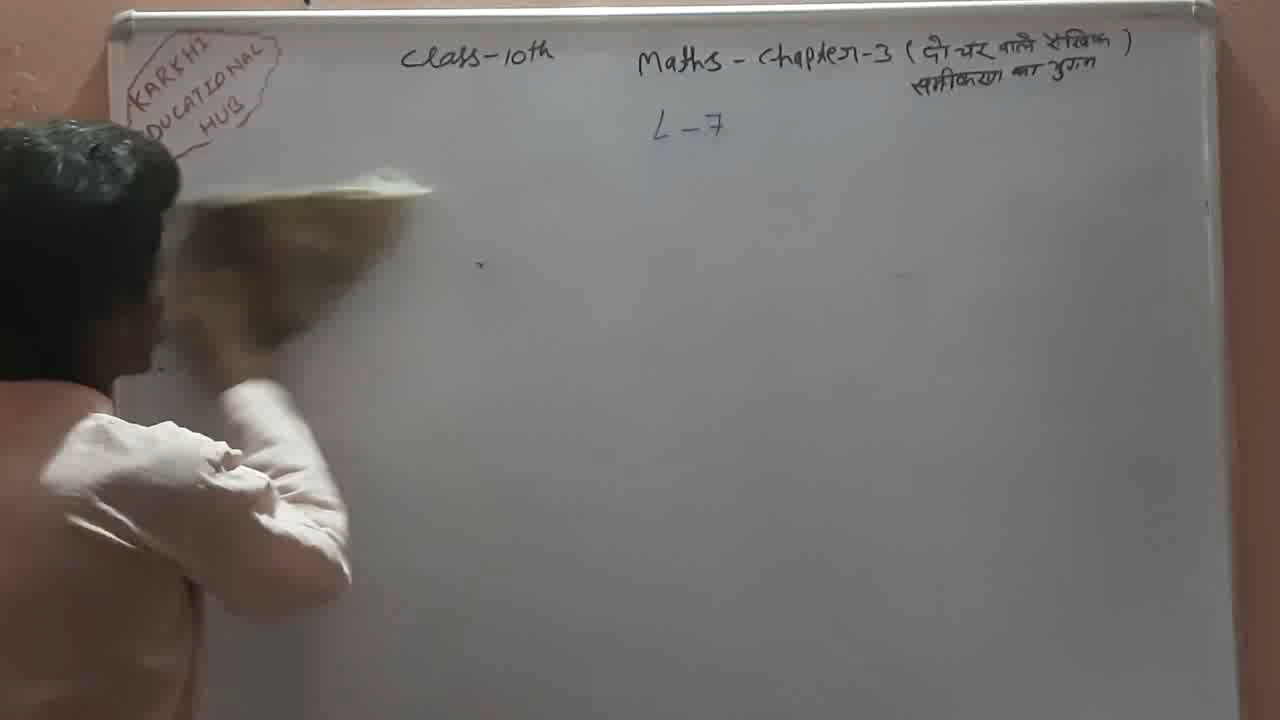 KARKHI
EDUCATIONAL
HUB
Class-10th
Maths - Chapter-3 (दो चर वाले रैखिक)
समीकरण का युग्म
L-7